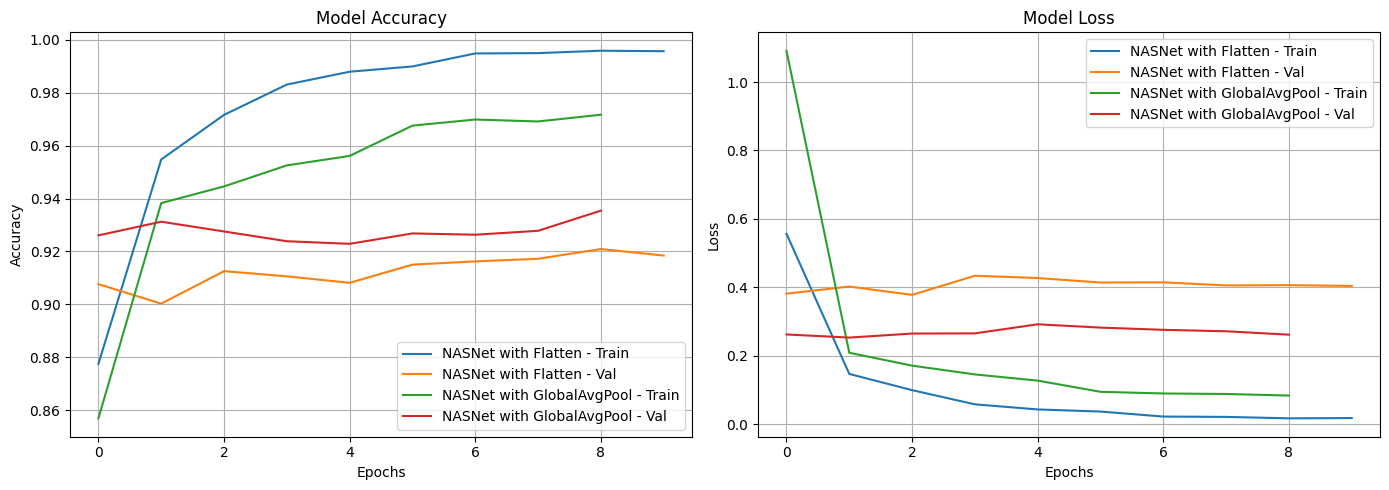 Model Accuracy
Accuracy
1.00
0.98
0.96
0.94
0.92
0.90
0.88
0.86
NASNet with Flatten - Train
NASNet with Flatten - Val
NASNet with GlobalAvgPool - Train
NASNet with GlobalAvgPool - Val
0 2 4 6 8
Epochs
Model Loss
Loss
1.0
0.8
0.6
0.4
0.2
0.0
NASNet with Flatten - Train
NASNet with Flatten - Val
NASNet with GlobalAvgPool - Train
NASNet with GlobalAvgPool - Val
0 2 4 6 8
Epochs